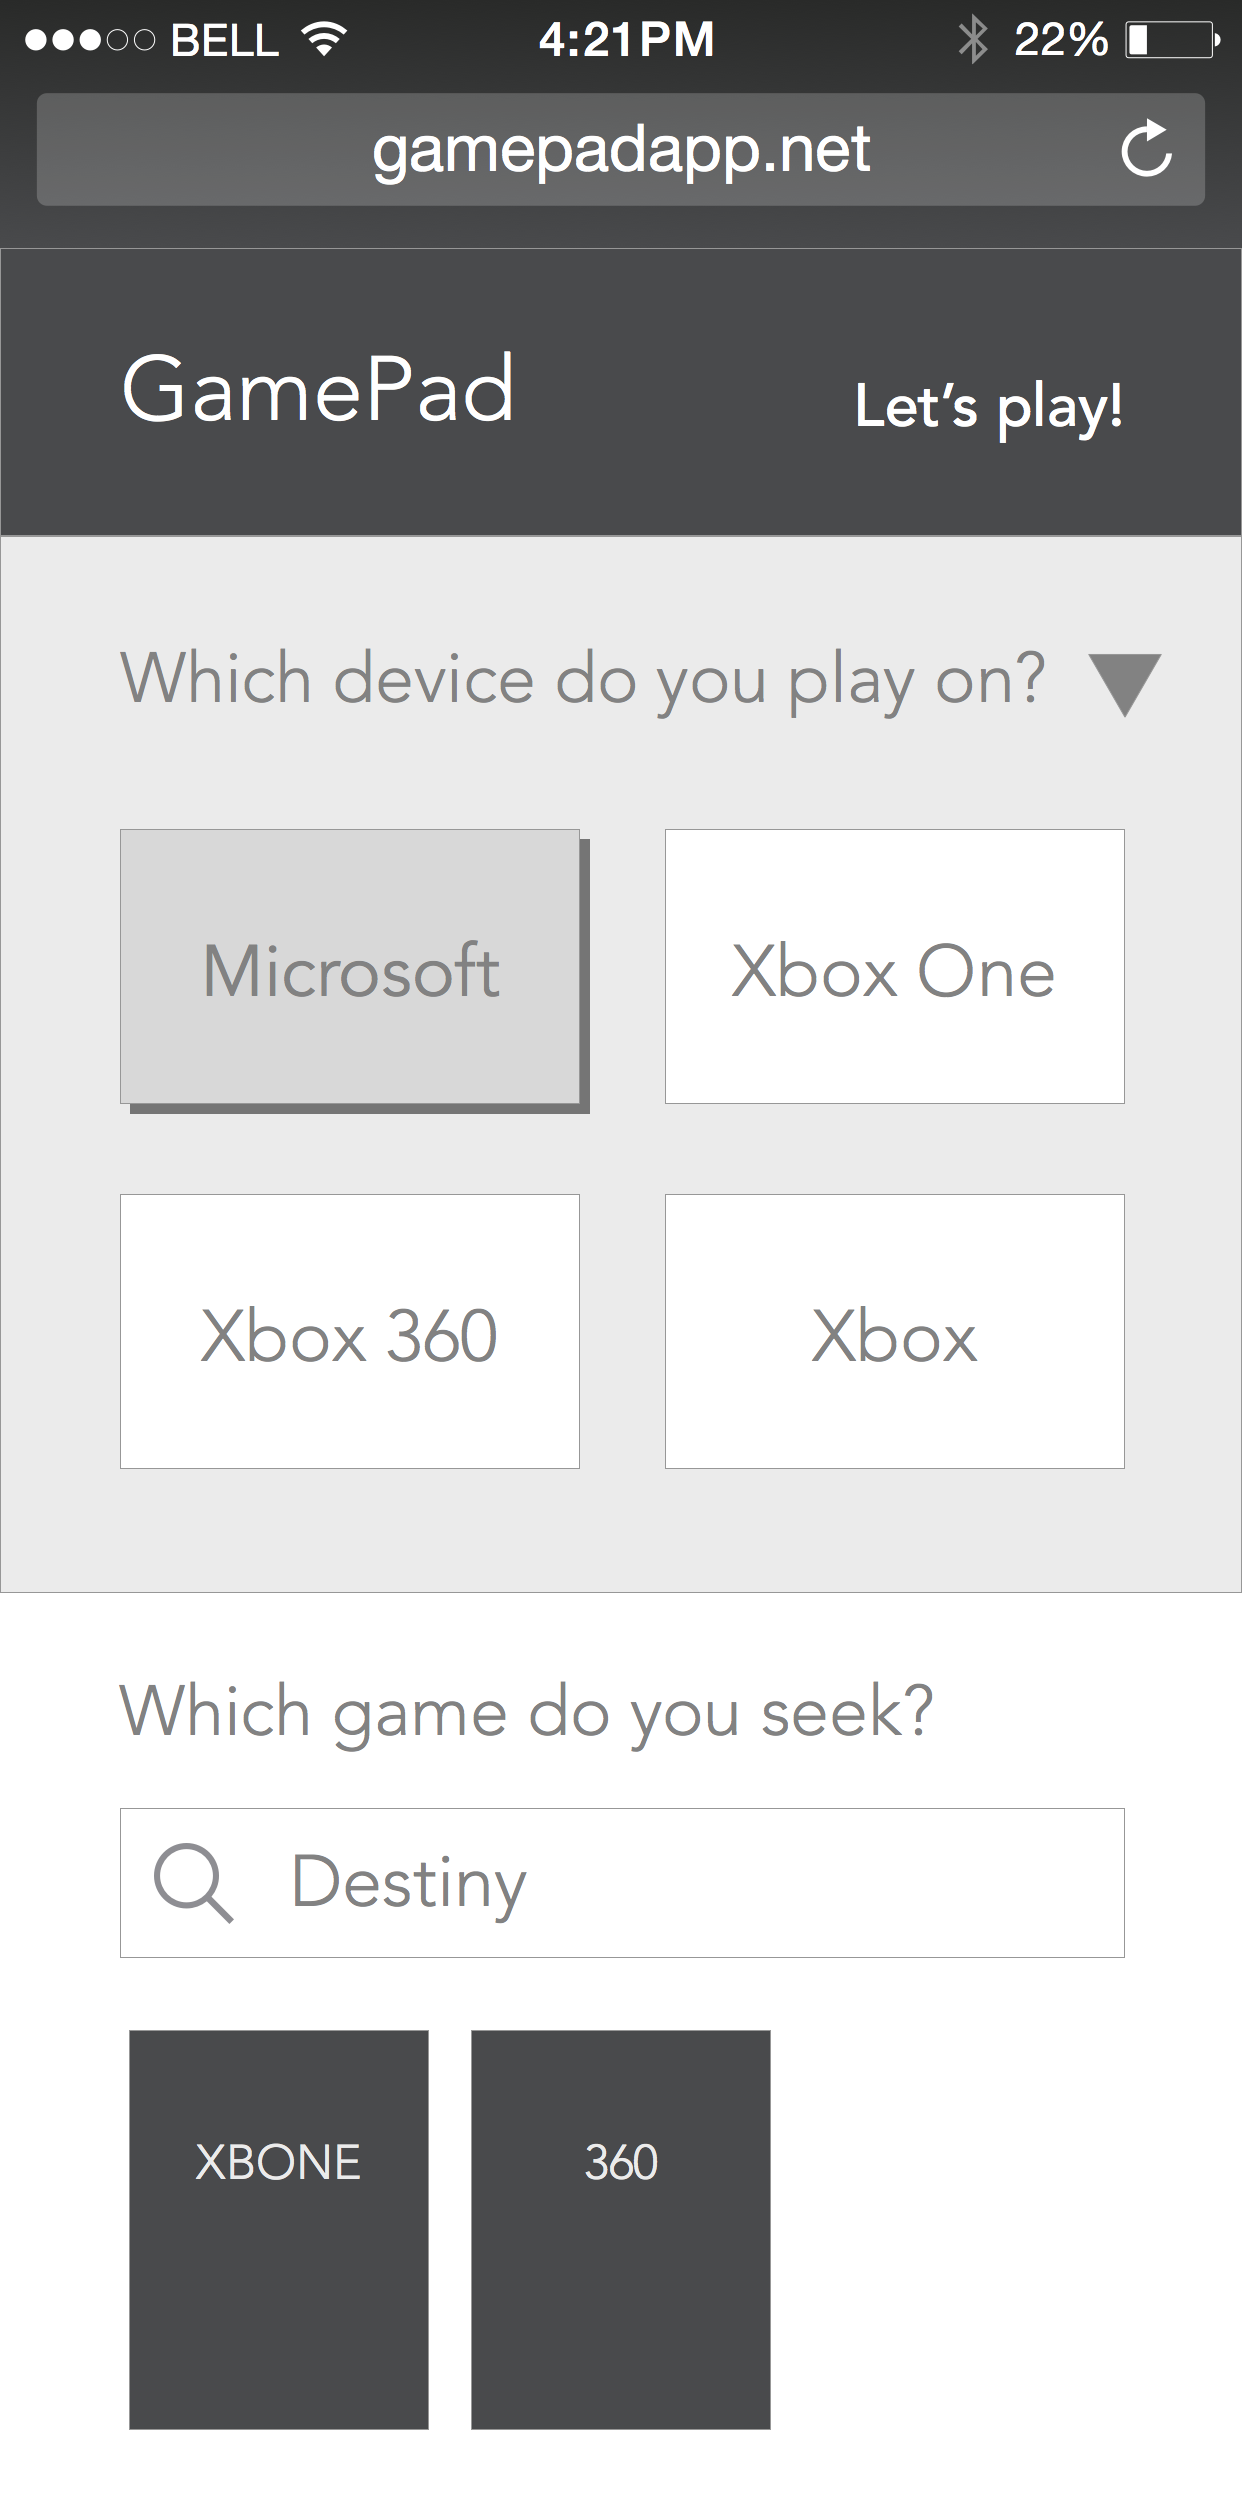 BELL 4:21PM 22%
gamepadapp.net
GamePad Let’s play!
Which device do you play on?
Microsoft Xbox One
Xbox 360 Xbox
Which game do you seek?
Destiny
XBONE 360